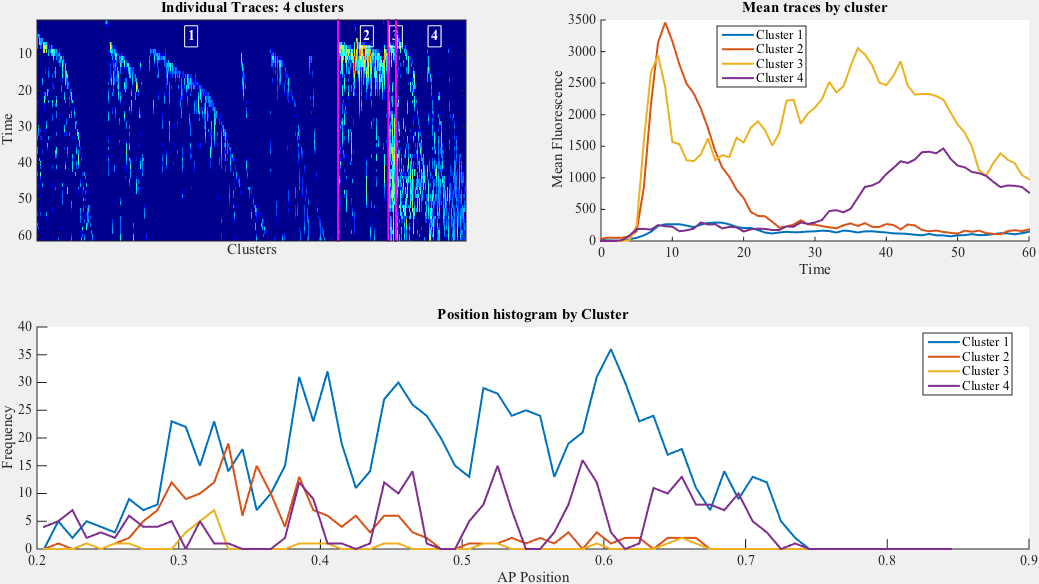 Individual Traces: 4 clusters
1 2 3 4
10
20
30
40
50
60
Time
Clusters
Mean traces by cluster
3500
3000
2500
2000
1500
1000
500
0
Mean Fluorescence
0 10 20 30 40 50 60
Time
Cluster 1
Cluster 2
Cluster 3
Cluster 4
Position histogram by Cluster
40
35
30
25
20
15
10
5
0
Frequency
0.2 0.3 0.4 0.5 0.6 0.7 0.8 0.9
AP Position
Cluster 1
Cluster 2
Cluster 3
Cluster 4